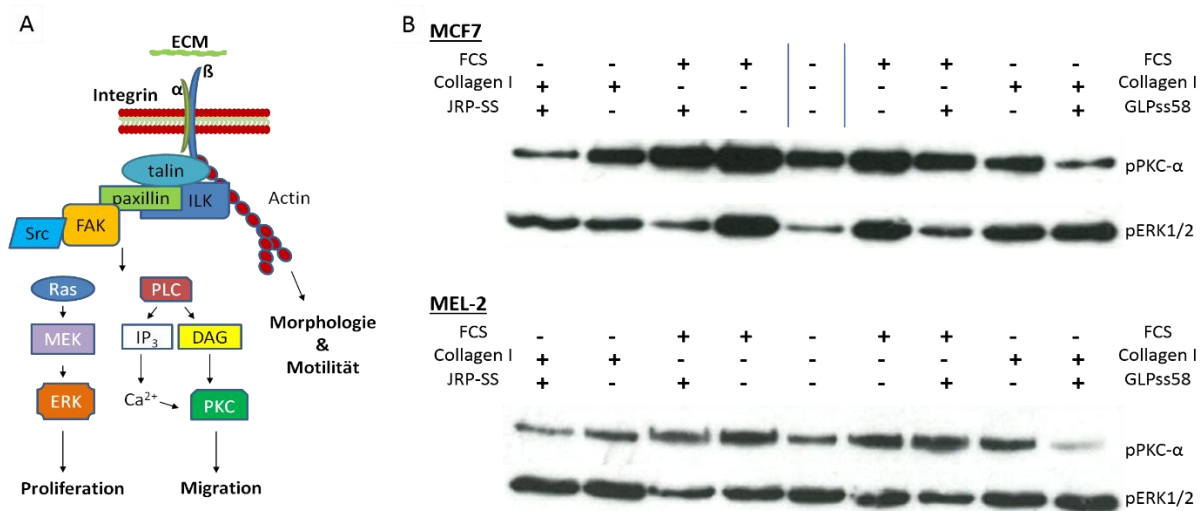 A
ECM
α ß
Integrin
talin
paxillin ILK
Actin
Src FAK
Ras PLC
MEK IP3 DAG
ERK Ca2+ PKC
Morphologie
&
Motilität
Proliferation Migration
B
MCF7
FCS - - + + - + + - - FCS
Collagen I + + - - - - - + + Collagen I
JRP-SS + - + - - - + - + GLPss58
pPKC-α
pERK1/2
MEL-2
FCS - - + + - + + - - FCS
Collagen I + + - - - - - + + Collagen I
JRP-SS + - + - - - + - + GLPss58
pPKC-α
pERK1/2